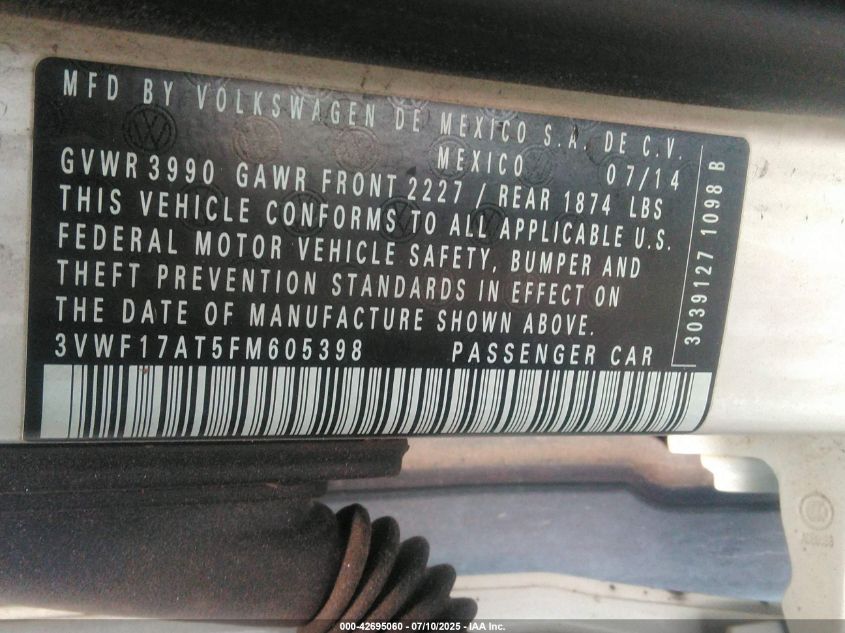 MFD BY VOLKSWAGEN DE MEXICO S.A. DE C.V.
MEXICO 07/14
GVWR 3990 GAWR FRONT 2227 / REAR 1874 LBS
THIS VEHICLE CONFORMS TO ALL APPLICABLE U.S.
FEDERAL MOTOR VEHICLE SAFETY, BUMPER AND
THEFT PREVENTION STANDARDS IN EFFECT ON
THE DATE OF MANUFACTURE SHOWN ABOVE.
3VWF17AT5FM605398 PASSENGER CAR
3039127 1098 B
000-42695060 - 07/10/2025 - IAA Inc.